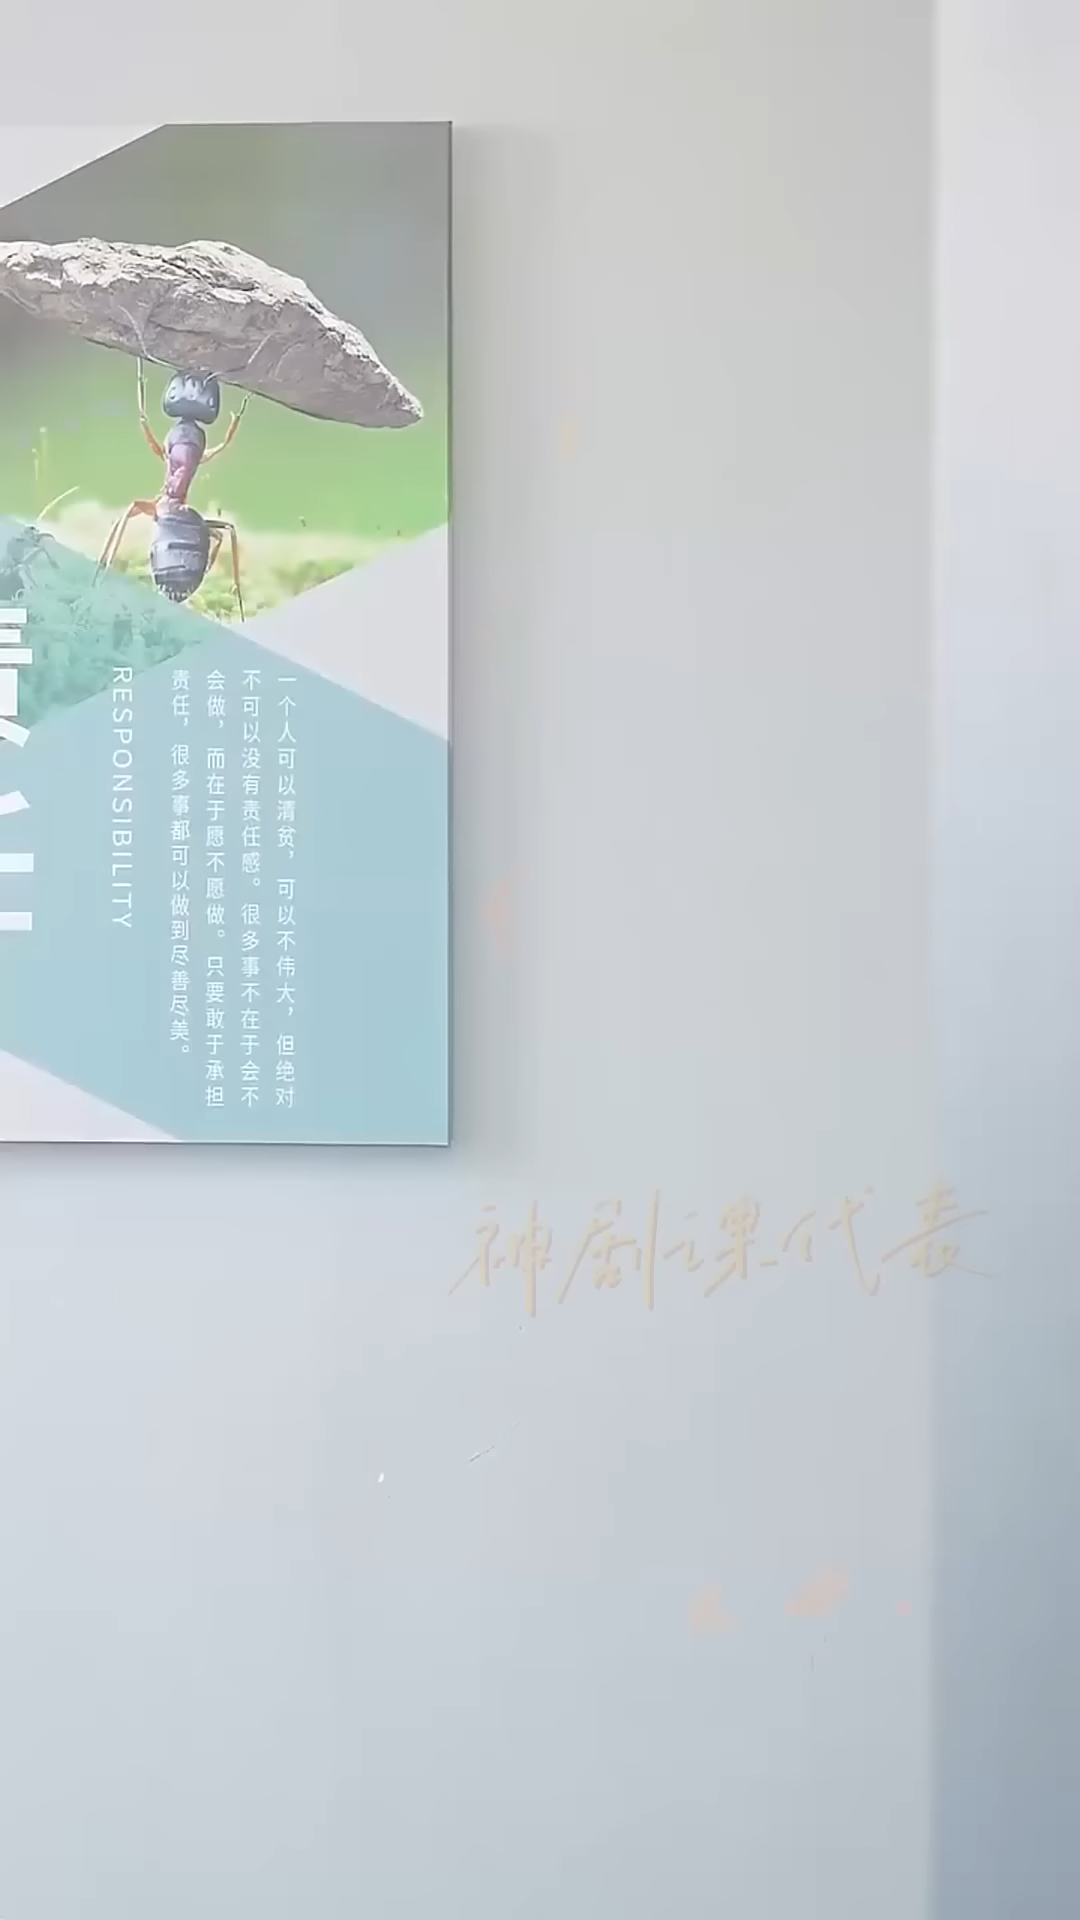 RESPONSIBILITY
一个人可以清贫，可以不伟大，但绝对
不可以没有责任感。很多事不在于会不
会做，而在于愿不愿做。只要敢于承担
责任，很多事都可以做到尽善尽美。
神剧课代表